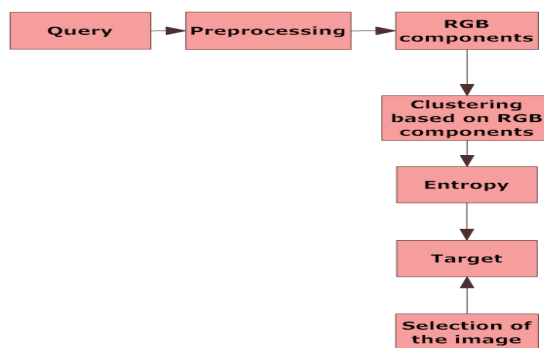 Query
Preprocessing
RGB
components
Clustering
based on RGB
components
Entropy
Target
Selection of
the image